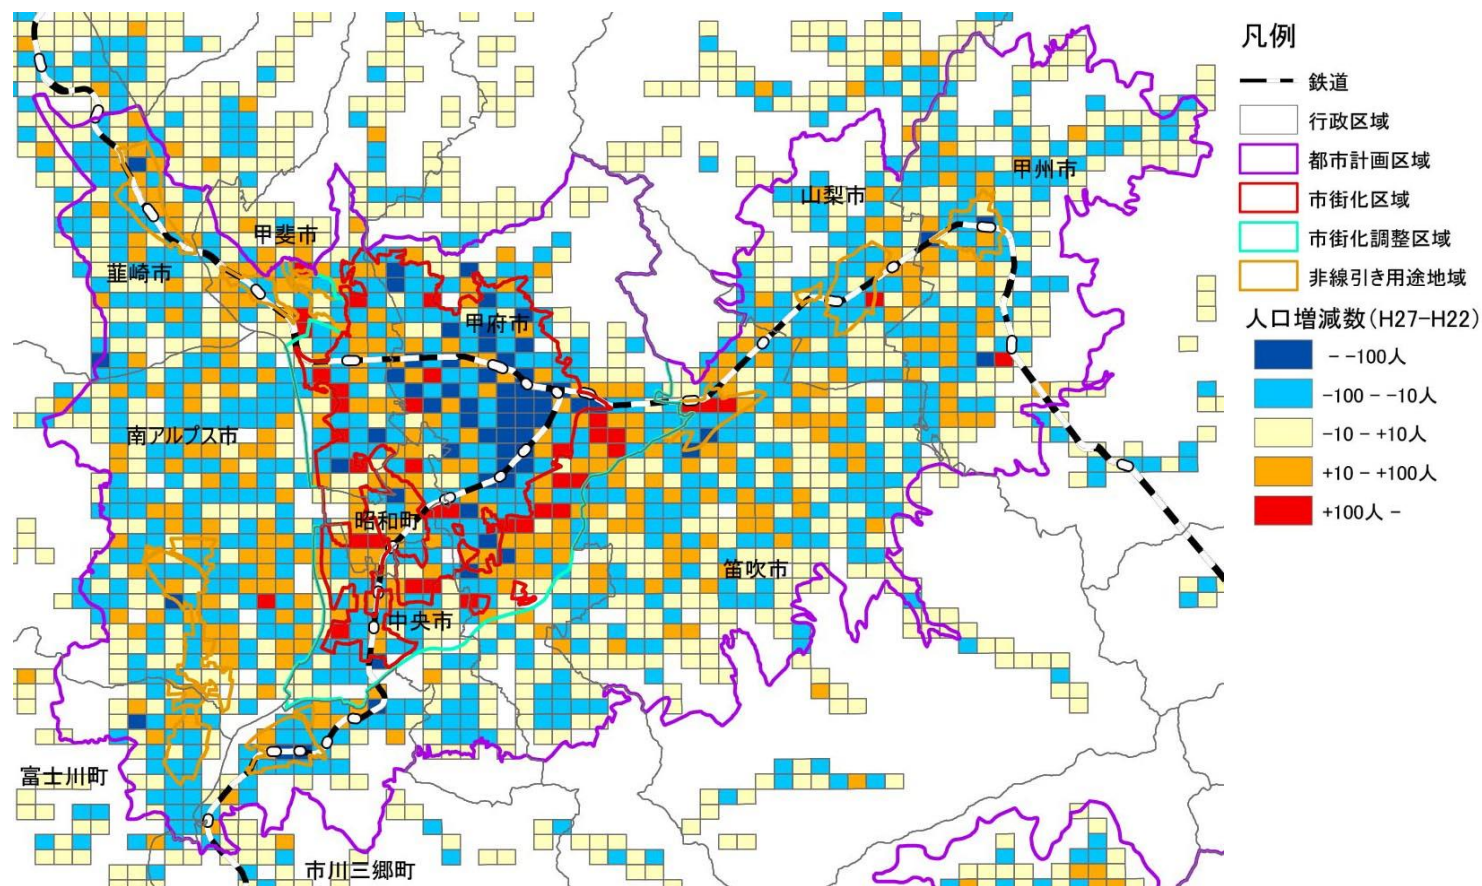 凡例
鉄道
行政区域
都市計画区域
市街化区域
市街化調整区域
非線引き用途地域
人口増減数(H27-H22)
- -100人
-100 - -10人
-10 - +10人
+10 - +100人
+100人 -
甲州市
山梨市
甲斐市
韮崎市
甲府市
南アルプス市
昭和町
笛吹市
中央市
富士川町
市川三郷町